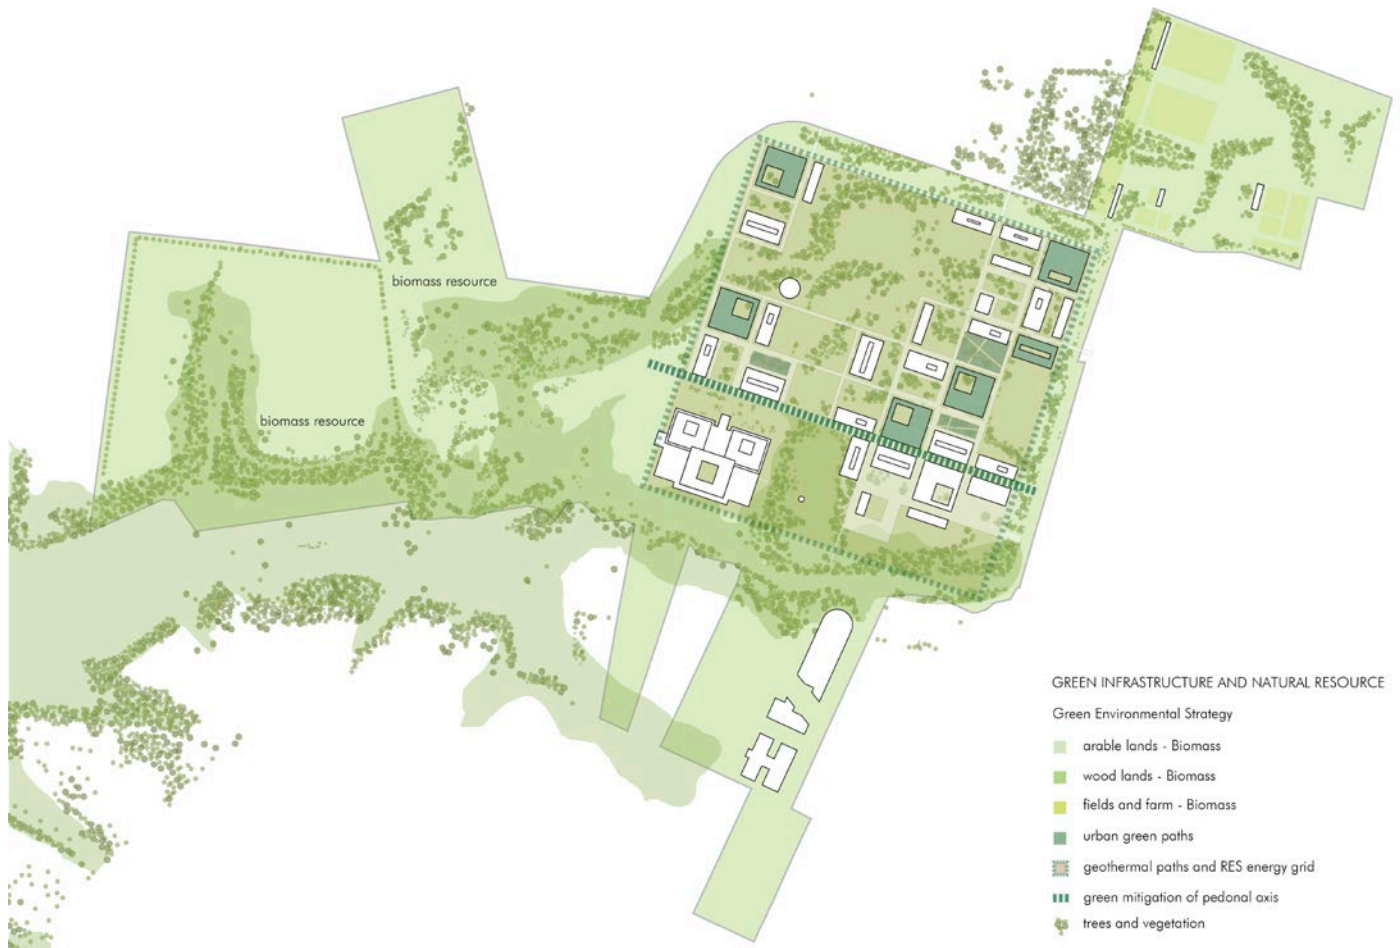 biomass resource
biomass resource
GREEN INFRASTRUCTURE AND NATURAL RESOURCE
Green Environmental Strategy
arable lands - Biomass
wood lands - Biomass
fields and farm - Biomass
urban green paths
geothermal paths and RES energy grid
green mitigation of pedonal axis
trees and vegetation